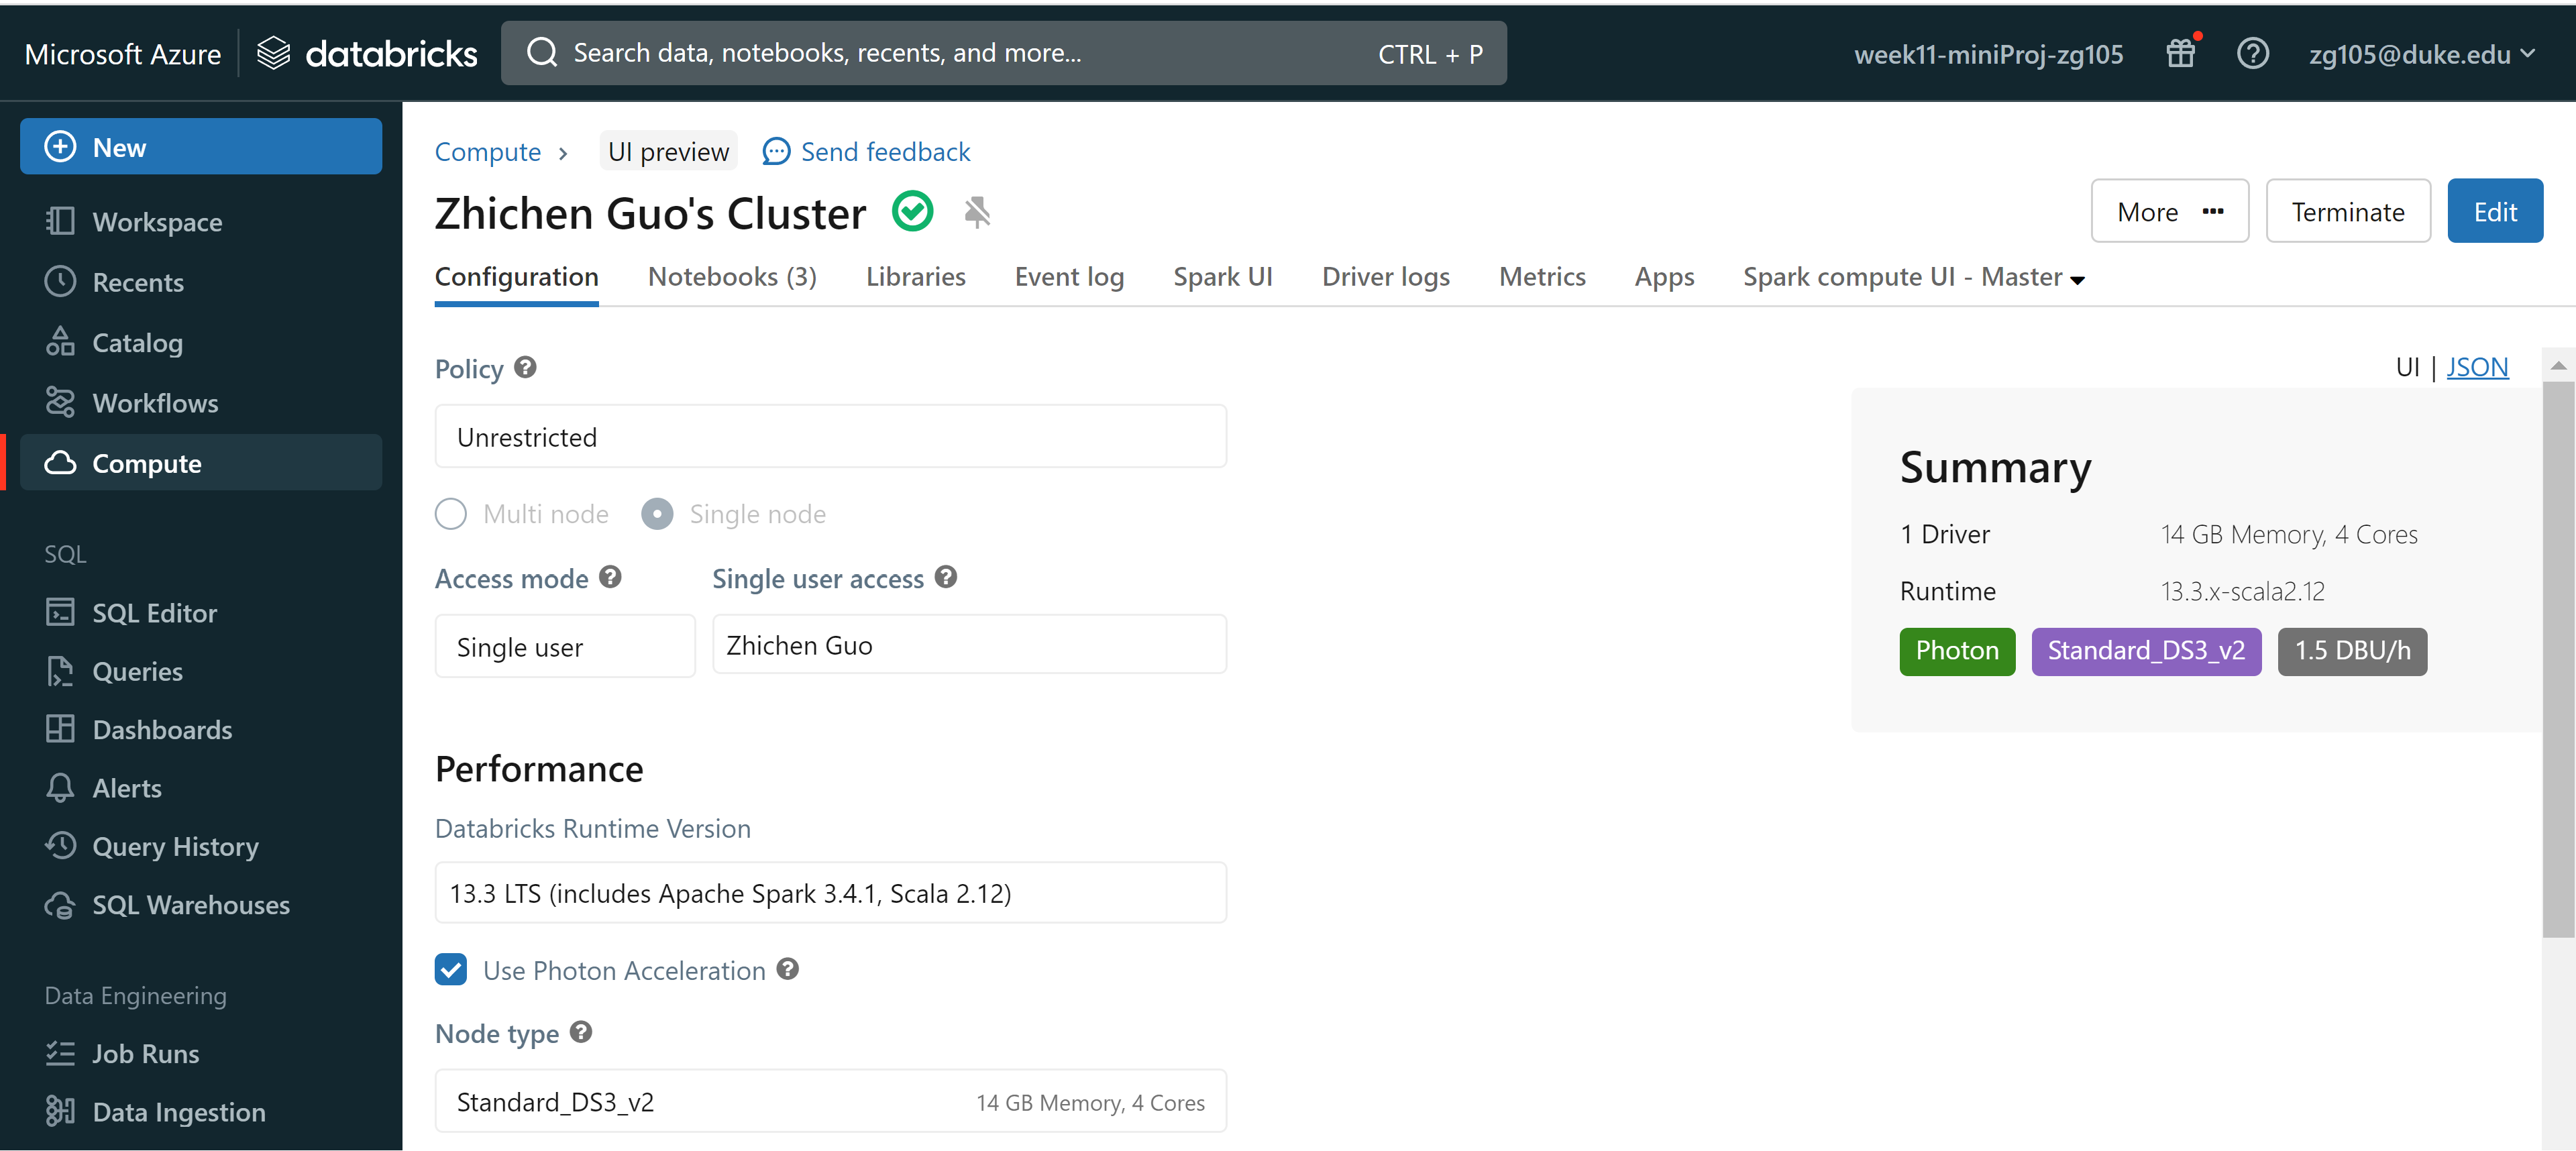 Microsoft Azure databricks Search data, notebooks, recents, and more... CTRL + P week11-miniProj-zg105 zg105@duke.edu
New
Workspace
Recents
Catalog
Workflows
Compute
SQL
SQL Editor
Queries
Dashboards
Alerts
Query History
SQL Warehouses
Data Engineering
Job Runs
Data Ingestion
Compute UI preview Send feedback
Zhichen Guo's Cluster
More ••• Terminate Edit
Configuration Notebooks (3) Libraries Event log Spark UI Driver logs Metrics Apps Spark compute UI - Master
UI | JSON
Policy
Unrestricted
Multi node Single node
Access mode Single user access
Single user Zhichen Guo
Performance
Databricks Runtime Version
13.3 LTS (includes Apache Spark 3.4.1, Scala 2.12)
Use Photon Acceleration
Node type
Standard_DS3_v2 14 GB Memory, 4 Cores
Summary
1 Driver 14 GB Memory, 4 Cores
Runtime 13.3.x-scala2.12
Photon Standard_DS3_v2 1.5 DBU/h